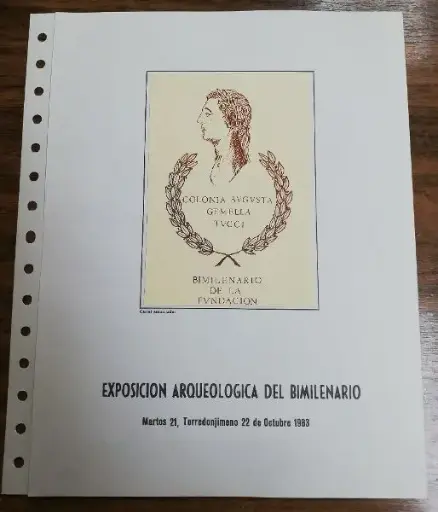 COLONIA AVGVSTA
GEMELLA
TVCCI
BIMILENARIO
DE LA
FVNDACION
EXPOSICION ARQUEOLOGICA DEL BIMILENARIO
Martos 21, Torredonjimeno 22 de Octubre 1983